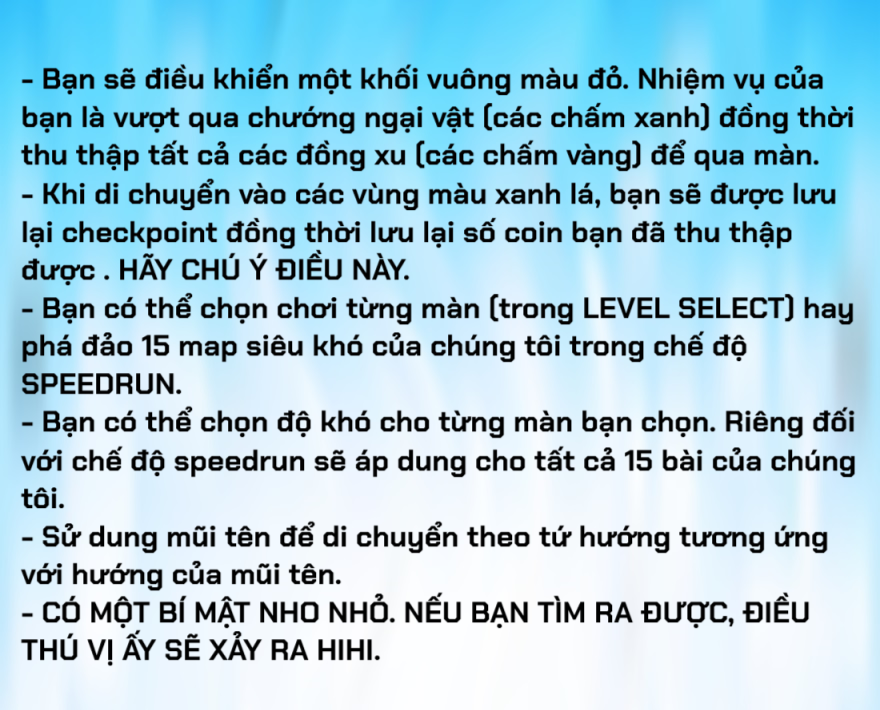 - Bạn sẽ điều khiển một khối vuông màu đỏ. Nhiệm vụ của
bạn là vượt qua chướng ngại vật (các chấm xanh) đồng thời
thu thập tất cả các đồng xu (các chấm vàng) để qua màn.
- Khi di chuyển vào các vùng màu xanh lá, bạn sẽ được lưu
lại checkpoint đồng thời lưu lại số coin bạn đã thu thập
được . HÃY CHÚ Ý ĐIỀU NÀY.
- Bạn có thể chọn chơi từng màn (trong LEVEL SELECT) hay
phá đảo 15 map siêu khó của chúng tôi trong chế độ
SPEEDRUN.
- Bạn có thể chọn độ khó cho từng màn bạn chọn. Riêng đối
với chế độ speedrun sẽ áp dung cho tất cả 15 bài của chúng
tôi.
- Sử dung mũi tên để di chuyển theo tứ hướng tương ứng
với hướng của mũi tên.
- CÓ MỘT BÍ MẬT NHO NHỎ. NẾU BẠN TÌM RA ĐƯỢC, ĐIỀU
THÚ VỊ ẤY SẼ XẢY RA HIHI.